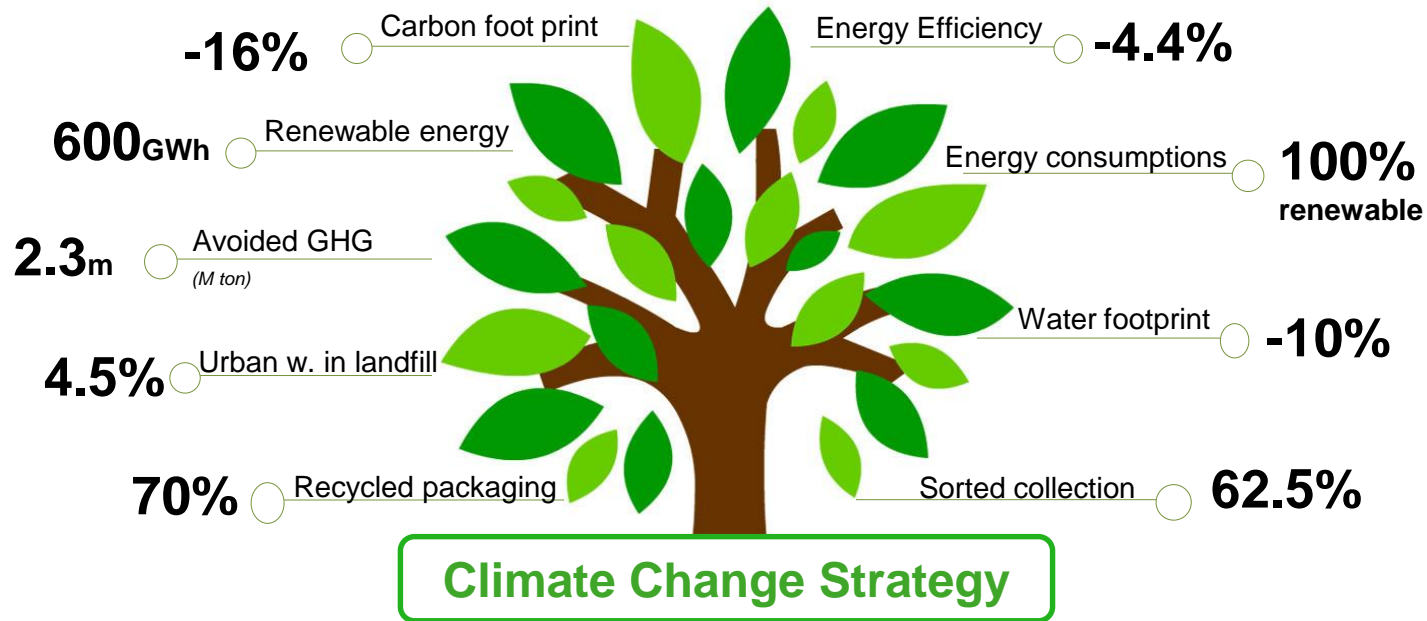 -16%
Carbon foot print
Energy Efficiency
-4.4%
600GWh
Renewable energy
Energy consumptions
100%
renewable
2.3m
Avoided GHG
(M ton)
Water footprint
-10%
4.5%
Urban w. in landfill
70%
Recycled packaging
Sorted collection
62.5%
Climate Change Strategy